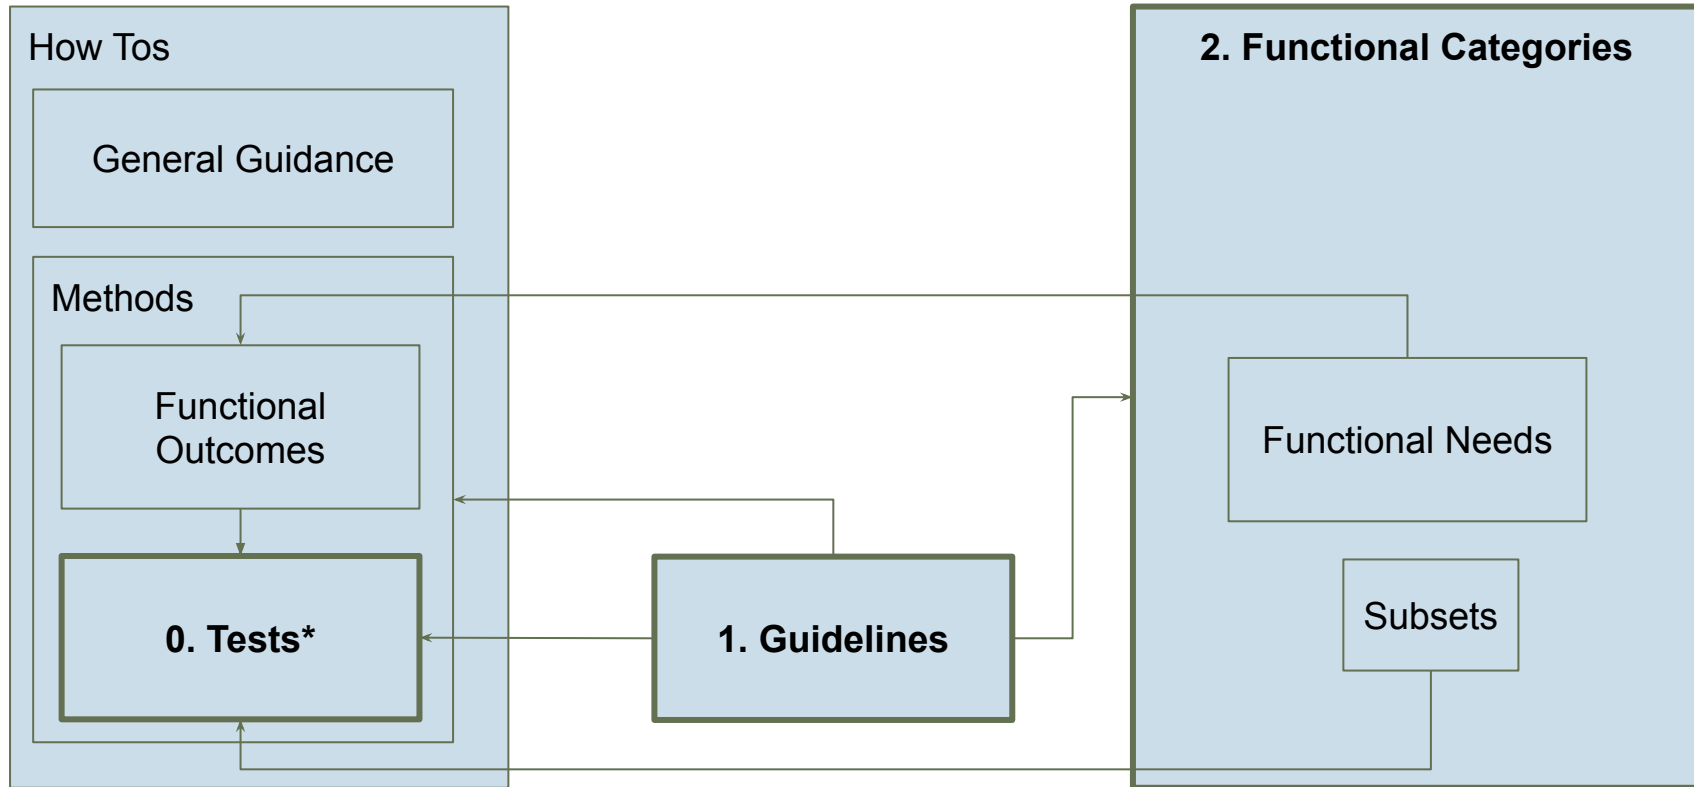 How Tos
General Guidance
Methods
Functional
Outcomes
0. Tests*
1. Guidelines
2. Functional Categories
Functional Needs
Subsets